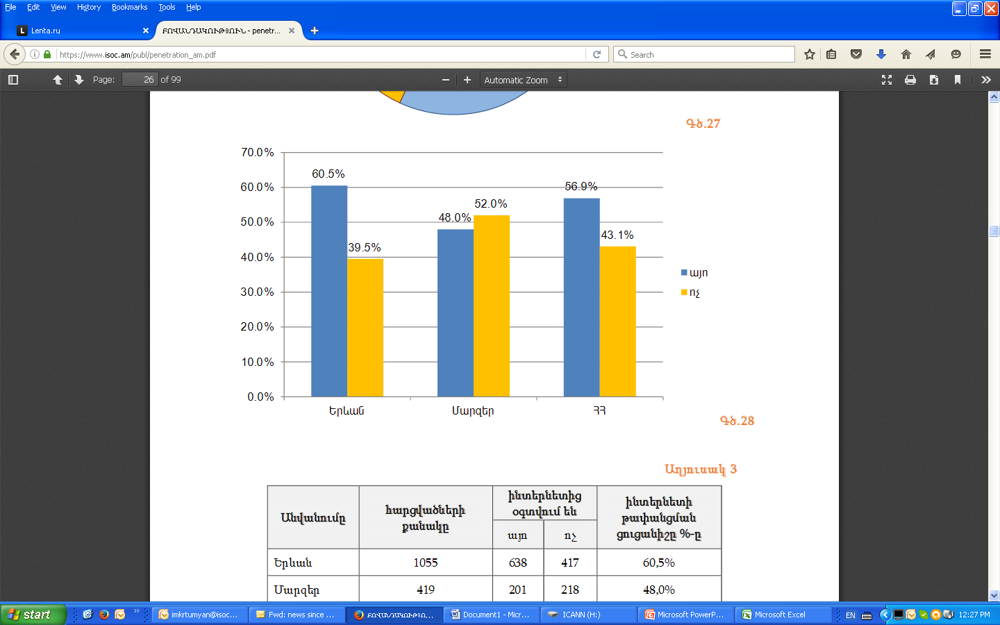 File Edit View History Bookmarks Tools Help
L Lenta.ru
ԲՈՎԱՆԴԱԿՈՒԹՅՈՒՆ - penetr...
https://www.isoc.am/publ/penetration_am.pdf
Search
Page: 26 of 99
Automatic Zoom
Գծ.27
70.0%
60.0%
50.0%
40.0%
30.0%
20.0%
10.0%
0.0%
60.5%
39.5%
48.0%
52.0%
56.9%
43.1%
այո
ոչ
Երևան Մարզեր ՀՀ
Գծ.28
Աղյուսակ 3
Անվանումը
հարցվածների
քանակը
ինտերնետից
օգտվում են
այո ոչ
ինտերնետի
թափանցման
ցուցանիշը %-ը
Երևան 1055 638 417 60,5%
Մարզեր 419 201 218 48,0%
start
imkrtumyan@isoc...
Fwd: news since ...
ԲՈՎԱՆԴԱԿՈՒԹՅՈ...
Document1 - Micr...
ICANN (H:)
Microsoft PowerP...
Microsoft Excel
EN
12:27 PM